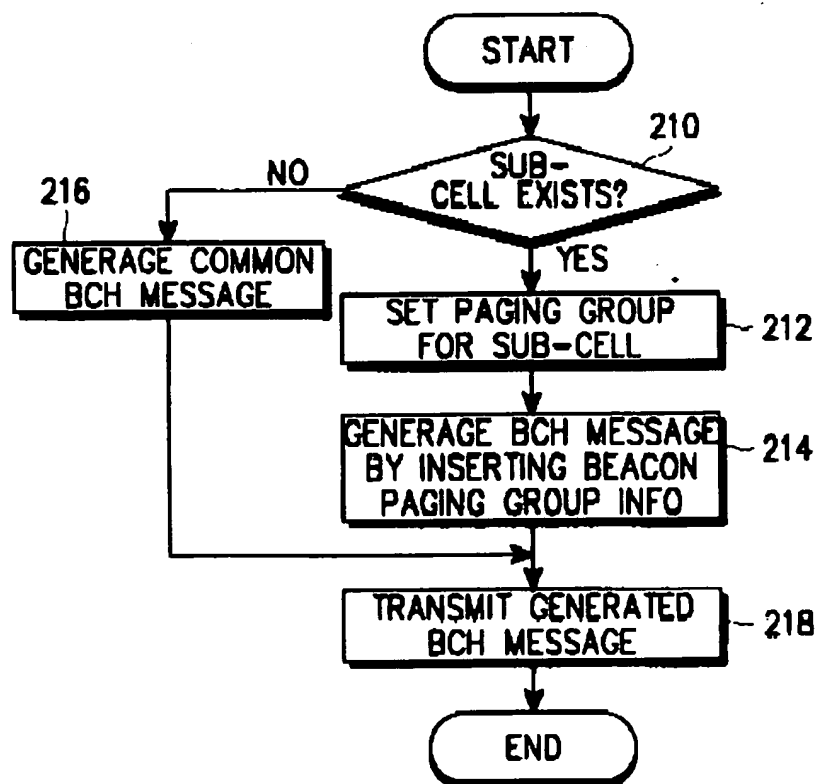 START
210
SUB-
CELL EXISTS?
NO
216
YES
GENERAGE COMMON
BCH MESSAGE
SET PAGING GROUP
FOR SUB-CELL
212
GENERAGE BCH MESSAGE
BY INSERTING BEACON
PAGING GROUP INFO
214
TRANSMIT GENERATED
BCH MESSAGE
218
END